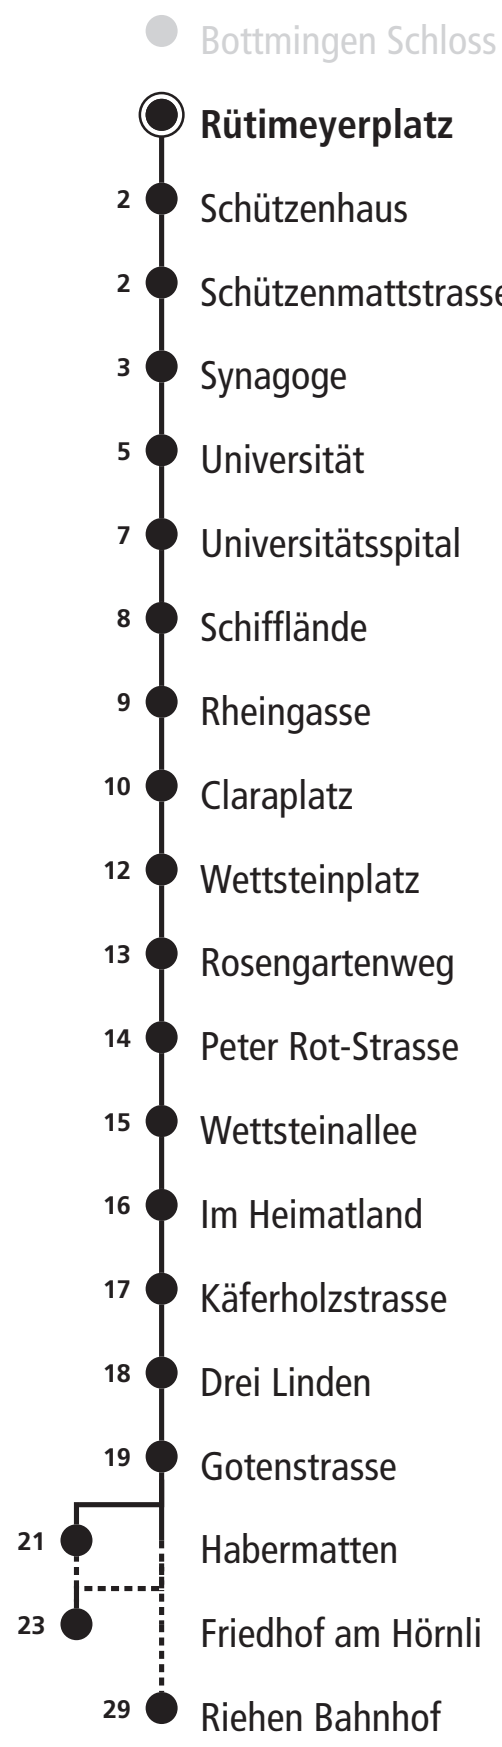 Bottmingen Schloss
Rütimeyerplatz
2 Schützenhaus
2 Schützenmattstrasse
3 Synagoge
5 Universität
7 Universitätsspital
8 Schifflände
9 Rheingasse
10 Claraplatz
12 Wettsteinplatz
13 Rosengartenweg
14 Peter Rot-Strasse
15 Wettsteinallee
16 Im Heimatland
17 Käferholzstrasse
18 Drei Linden
19 Gotenstrasse
21 Habermatten
23 Friedhof am Hörnli
29 Riehen Bahnhof